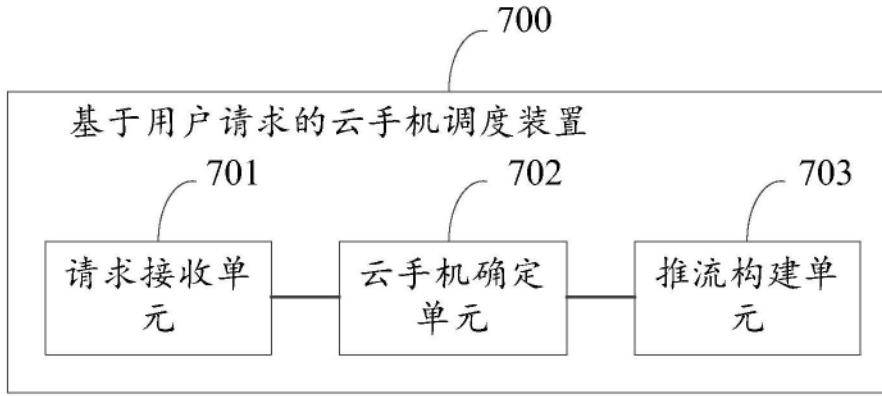 700
基于用户请求的云手机调度装置
701
702
703
请求接收单
元
云手机确定
单元
推流构建单
元